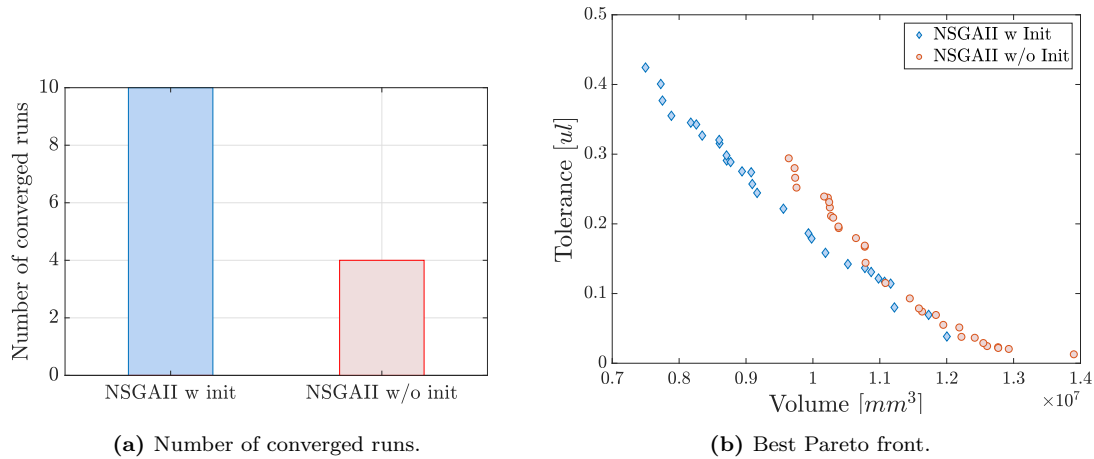 10
8
6
4
2
0
Number of converged runs
NSGAII w init
NSGAII w/o init
(a) Number of converged runs.
0.5
0.4
0.3
0.2
0.1
0
Tolerance [ul]
NSGAII w Init
NSGAII w/o Init
0.7 0.8 0.9 1 1.1 1.2 1.3 1.4
×10⁷
Volume [mm³]
(b) Best Pareto front.